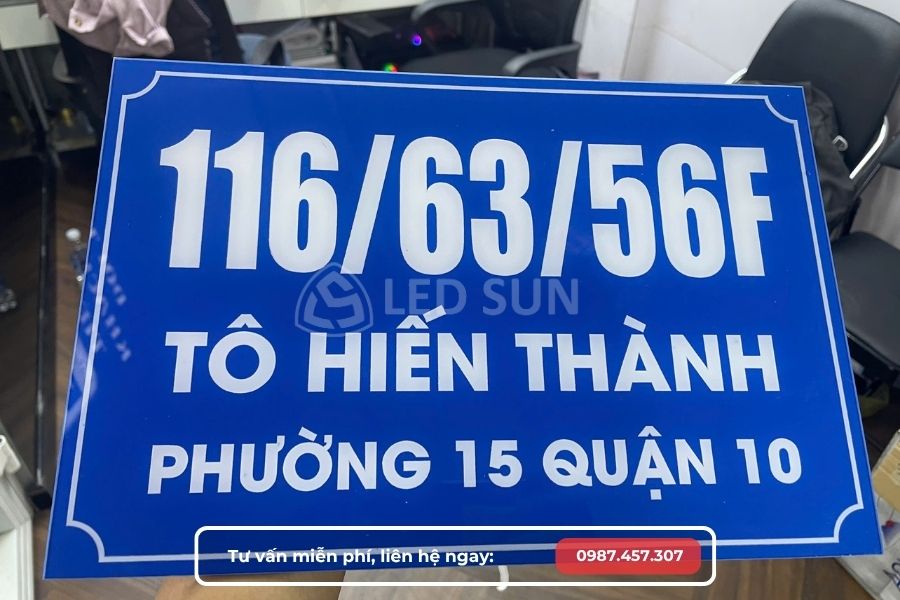 116/63/56F
LED SUN
TÔ HIẾN THÀNH
PHƯỜNG 15 QUẬN 10
Tư vấn miễn phí, liên hệ ngay:
0987.457.307